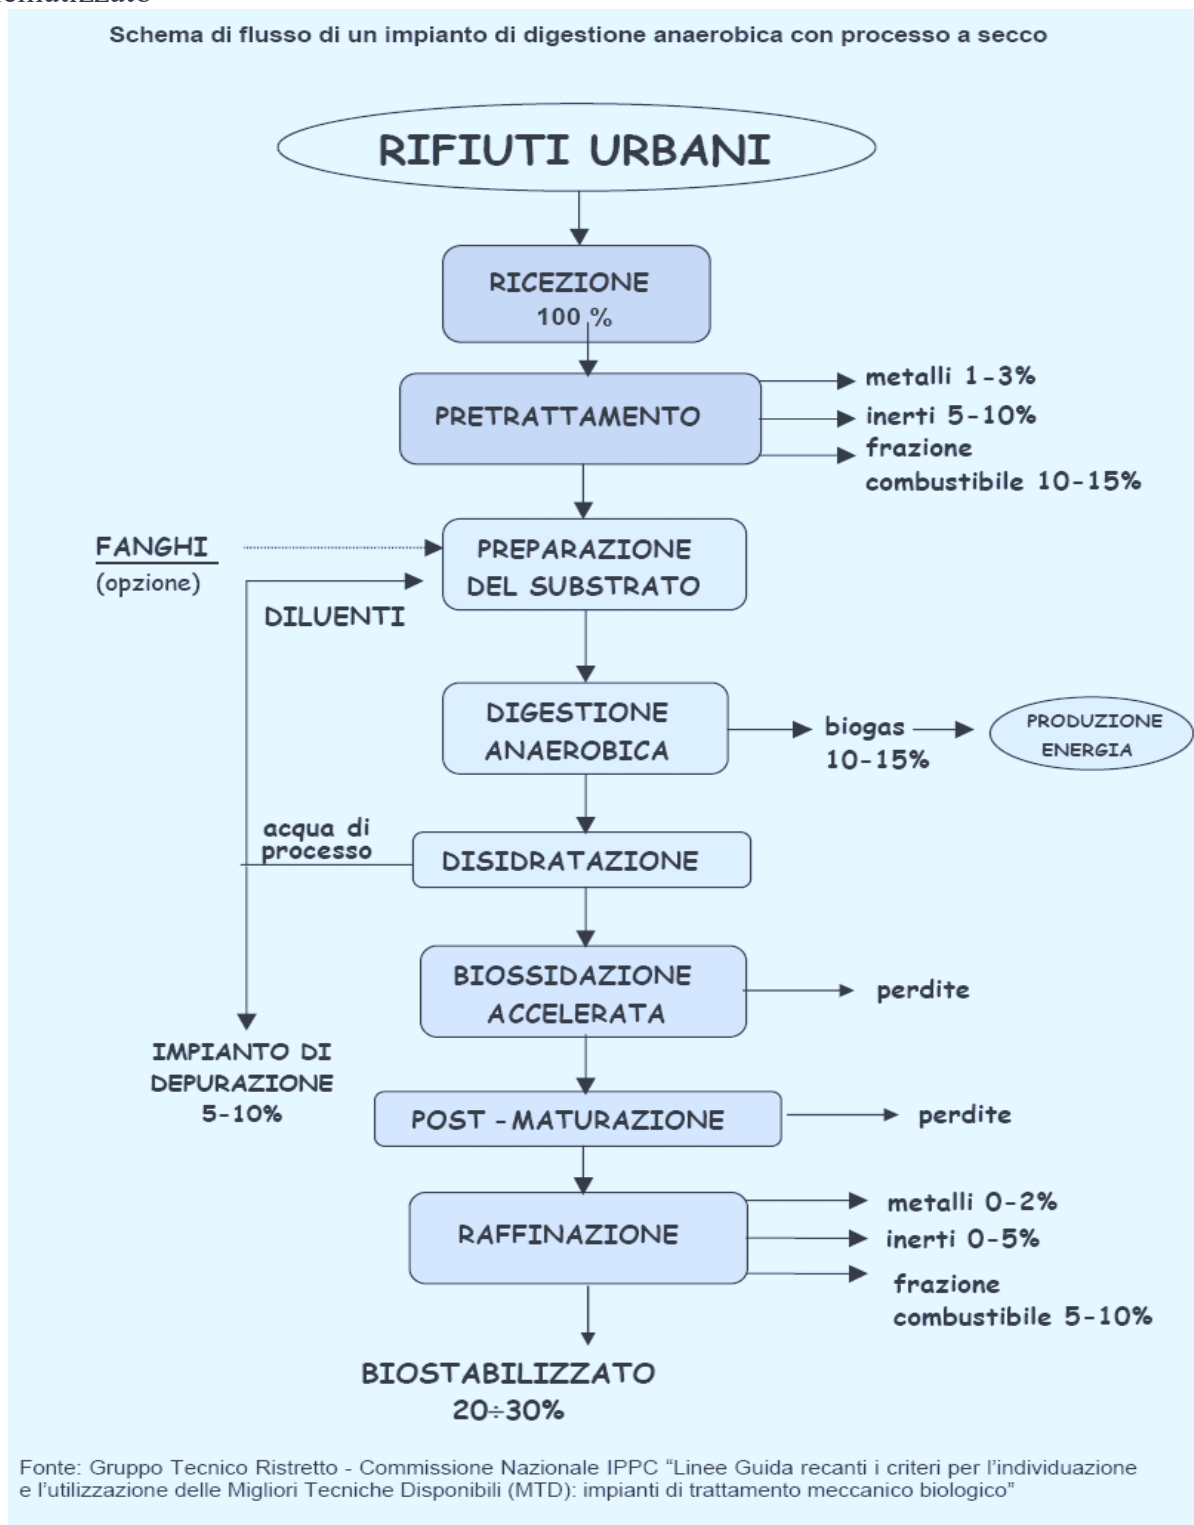 Schema di flusso di un impianto di digestione anaerobica con processo a secco
RIFIUTI URBANI
RICEZIONE
100 %
PRETRATTAMENTO
metalli 1-3%
inerti 5-10%
frazione
combustibile 10-15%
FANGHI
(opzione)
DILUENTI
PREPARAZIONE
DEL SUBSTRATO
DIGESTIONE
ANAEROBICA
biogas
10-15%
PRODUZIONE
ENERGIA
acqua di
processo
DISIDRATAZIONE
BIOSSIDAZIONE
ACCELERATA
perdite
IMPIANTO DI
DEPURAZIONE
5-10%
POST -MATURAZIONE
perdite
RAFFINAZIONE
metalli 0-2%
inerti 0-5%
frazione
combustibile 5-10%
BIOSTABILIZZATO
20÷30%
Fonte: Gruppo Tecnico Ristretto - Commissione Nazionale IPPC “Linee Guida recanti i criteri per l’individuazione
e l’utilizzazione delle Migliori Tecniche Disponibili (MTD): impianti di trattamento meccanico biologico”